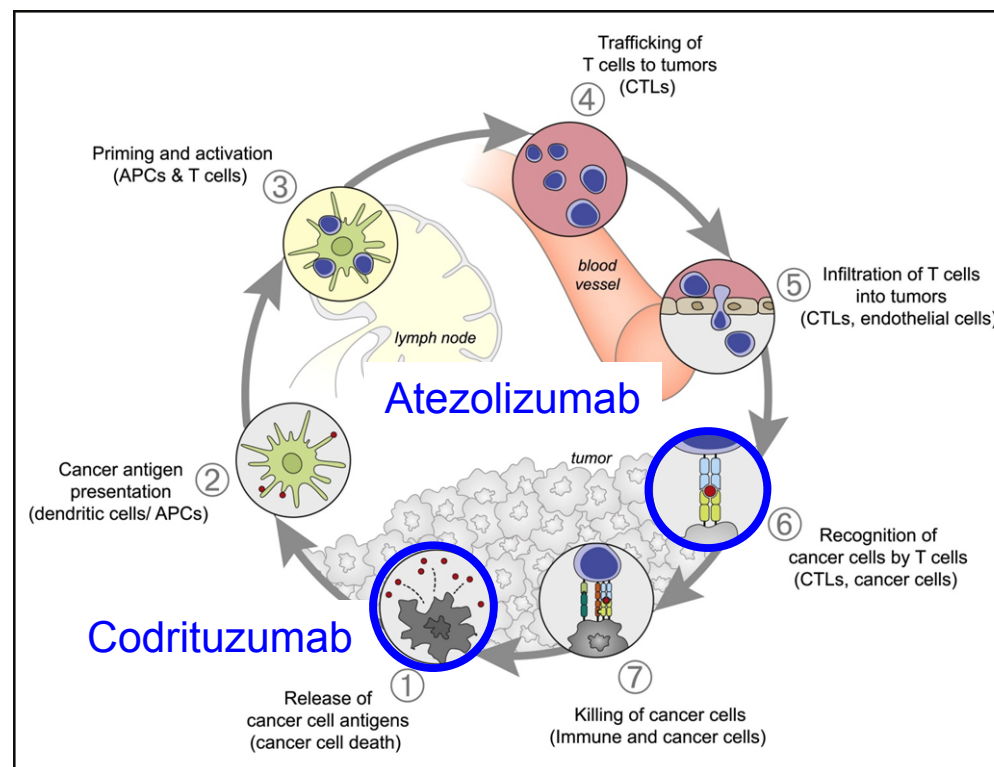 Trafficking of
T cells to tumors
(CTLs)
④
Priming and activation
(APCs & T cells)
③
blood
vessel
⑤
Infiltration of T cells
into tumors
(CTLs, endothelial cells)
lymph node
Atezolizumab
tumor
Cancer antigen
presentation
(dendritic cells/ APCs)
②
⑥
Recognition of
cancer cells by T cells
(CTLs, cancer cells)
Codrituzumab
①
Release of
cancer cell antigens
(cancer cell death)
⑦
Killing of cancer cells
(Immune and cancer cells)